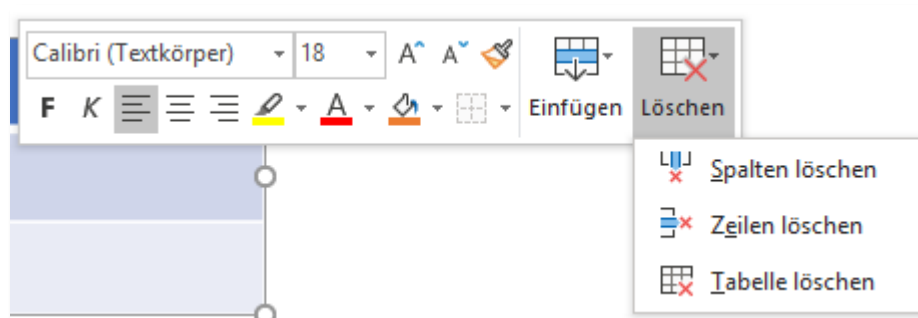 Calibri (Textkörper) 18 A A
F K A Einfügen Löschen
Spalten löschen
Zeilen löschen
Tabelle löschen